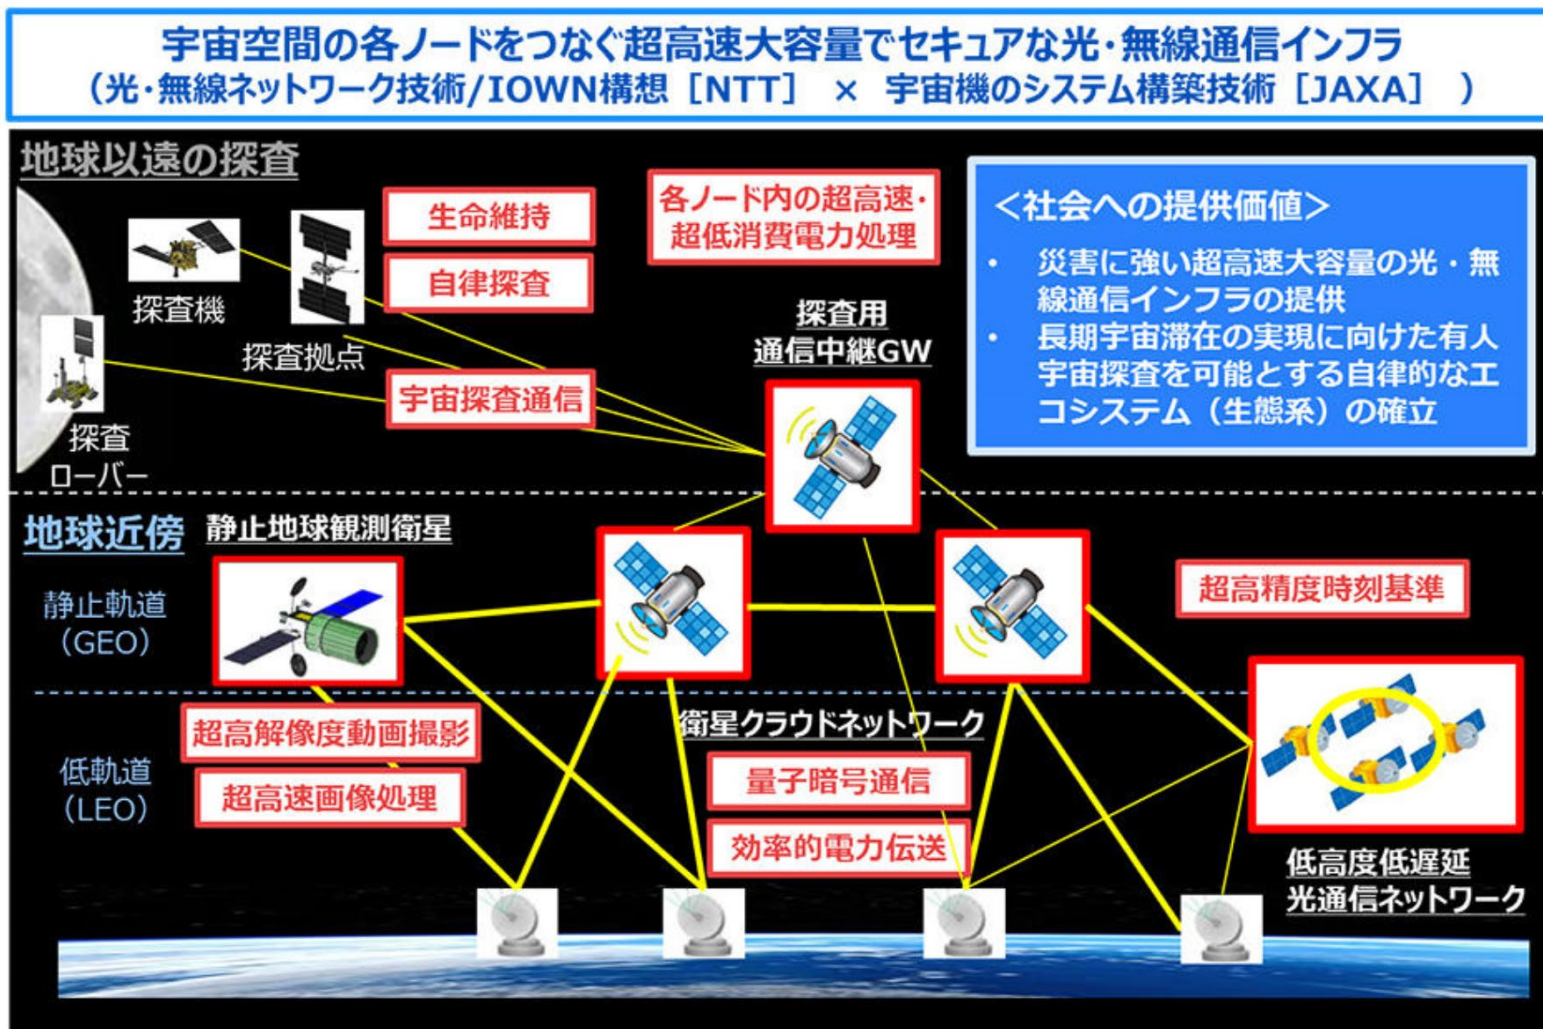 宇宙空間の各ノードをつなぐ超高速大容量でセキュアな光・無線通信インフラ
（光・無線ネットワーク技術/IOWN構想［NTT］ × 宇宙機のシステム構築技術［JAXA］ ）
地球以遠の探査
生命維持
自律探査
各ノード内の超高速・
超低消費電力処理
＜社会への提供価値＞
• 災害に強い超高速大容量の光・無
線通信インフラの提供
• 長期宇宙滞在の実現に向けた有人
宇宙探査を可能とする自律的なエ
コシステム（生態系）の確立
探査機
探査拠点
探査用
通信中継GW
宇宙探査通信
探査
ローバー
地球近傍
静止地球観測衛星
静止軌道
（GEO）
超高精度時刻基準
超高解像度動画撮影
超高速画像処理
衛星クラウドネットワーク
量子暗号通信
効率的電力伝送
低軌道
（LEO）
低高度低遅延
光通信ネットワーク